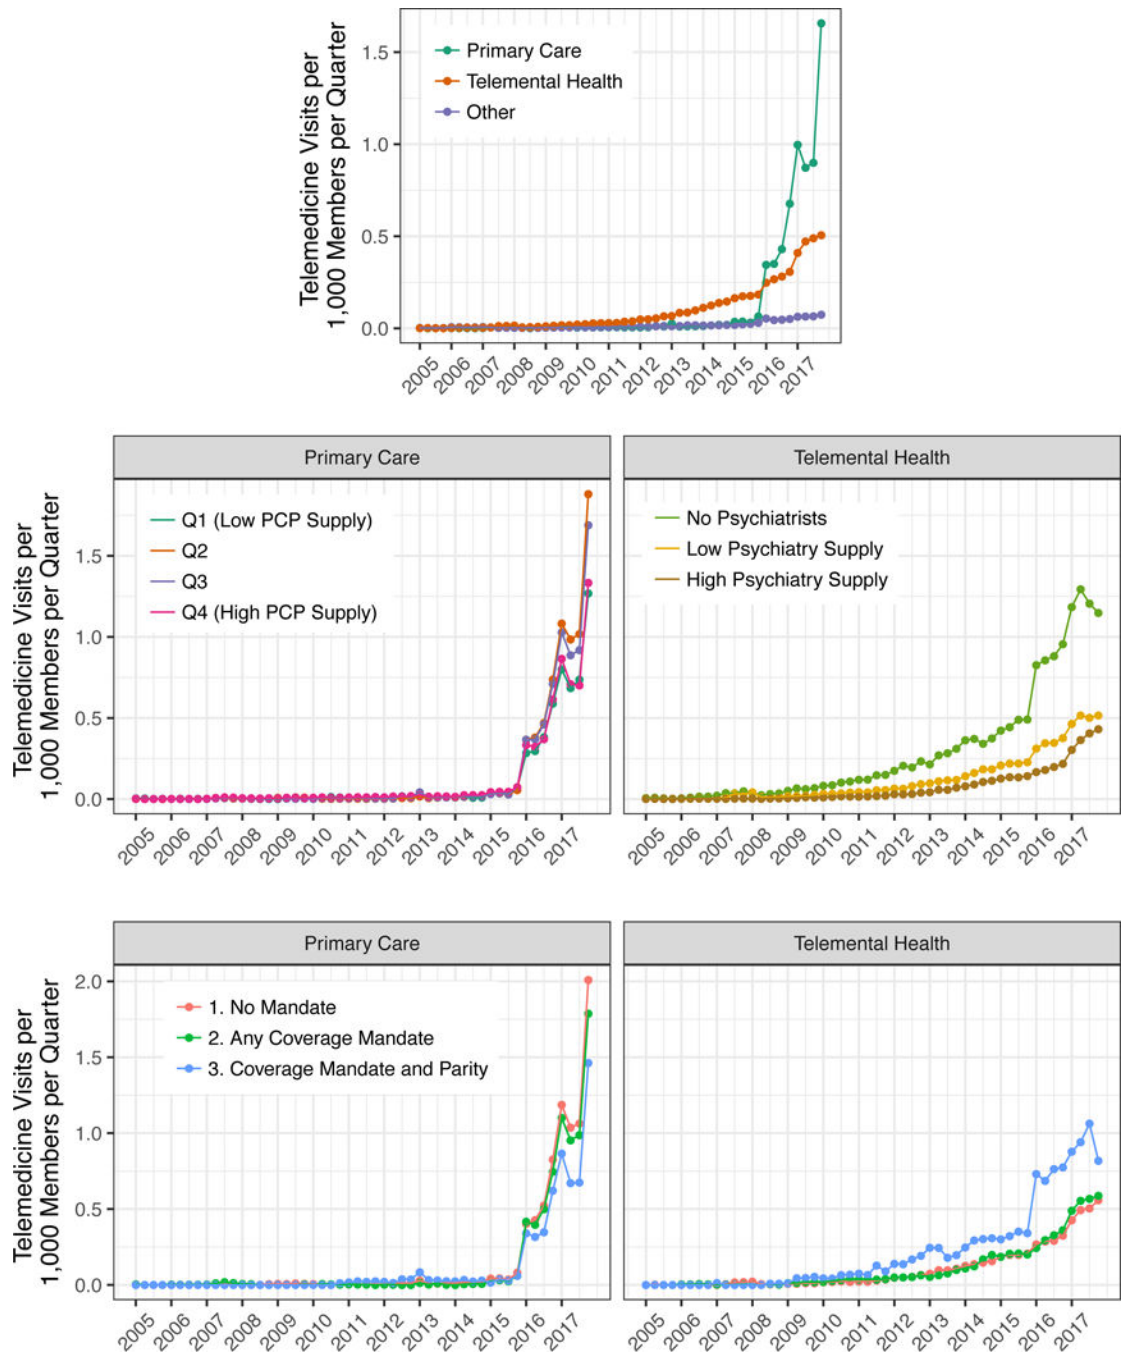 Telemedicine Visits per
1,000 Members per Quarter
1.5
1.0
0.5
0.0
Primary Care
Telemental Health
Other
2005 2006 2007 2008 2009 2010 2011 2012 2013 2014 2015 2016 2017
Primary Care
Telemental Health
Telemedicine Visits per
1,000 Members per Quarter
1.5
1.0
0.5
0.0
Q1 (Low PCP Supply)
Q2
Q3
Q4 (High PCP Supply)
No Psychiatrists
Low Psychiatry Supply
High Psychiatry Supply
2005 2006 2007 2008 2009 2010 2011 2012 2013 2014 2015 2016 2017
2005 2006 2007 2008 2009 2010 2011 2012 2013 2014 2015 2016 2017
Primary Care
Telemental Health
Telemedicine Visits per
1,000 Members per Quarter
2.0
1.5
1.0
0.5
0.0
1. No Mandate
2. Any Coverage Mandate
3. Coverage Mandate and Parity
2005 2006 2007 2008 2009 2010 2011 2012 2013 2014 2015 2016 2017
2005 2006 2007 2008 2009 2010 2011 2012 2013 2014 2015 2016 2017